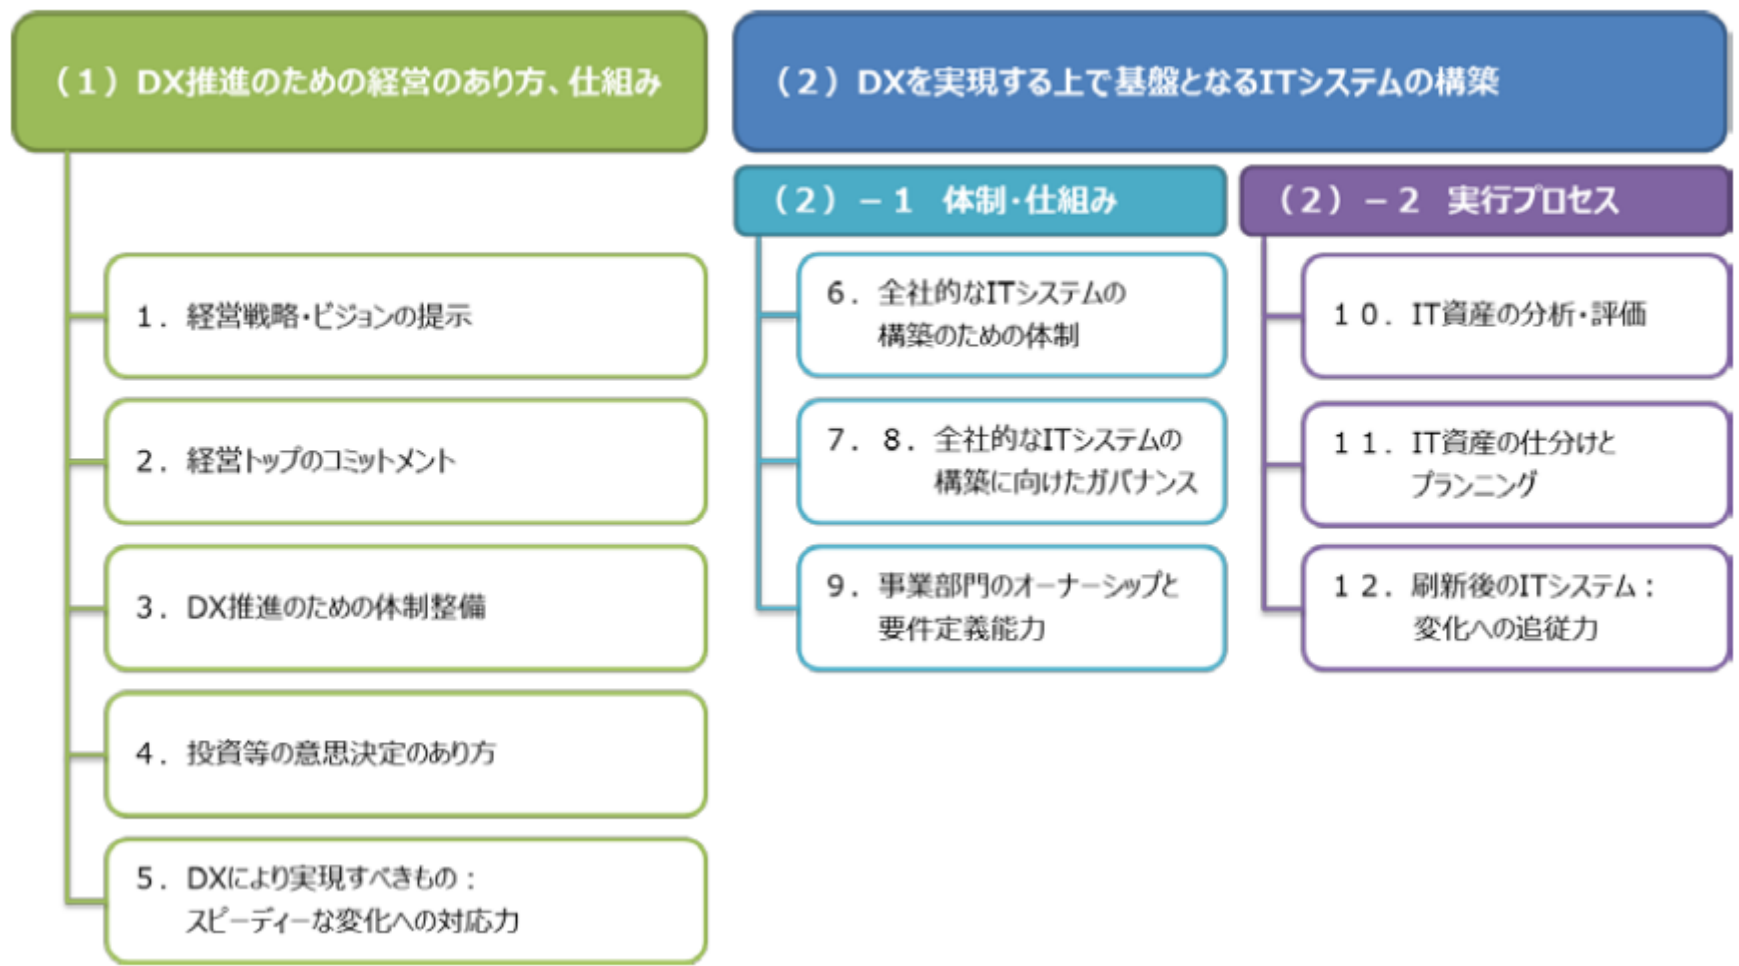 （１）DX推進のための経営のあり方、仕組み
１．経営戦略・ビジョンの提示
２．経営トップのコミットメント
３．DX推進のための体制整備
４．投資等の意思決定のあり方
５．DXにより実現すべきもの：
スピーディーな変化への対応力
（２）DXを実現する上で基盤となるITシステムの構築
（２）－１　体制・仕組み
６．全社的なITシステムの
構築のための体制
７．８．全社的なITシステムの
構築に向けたガバナンス
９．事業部門のオーナーシップと
要件定義能力
（２）－２　実行プロセス
１０．IT資産の分析・評価
１１．IT資産の仕分けと
プランニング
１２．刷新後のITシステム：
変化への追従力